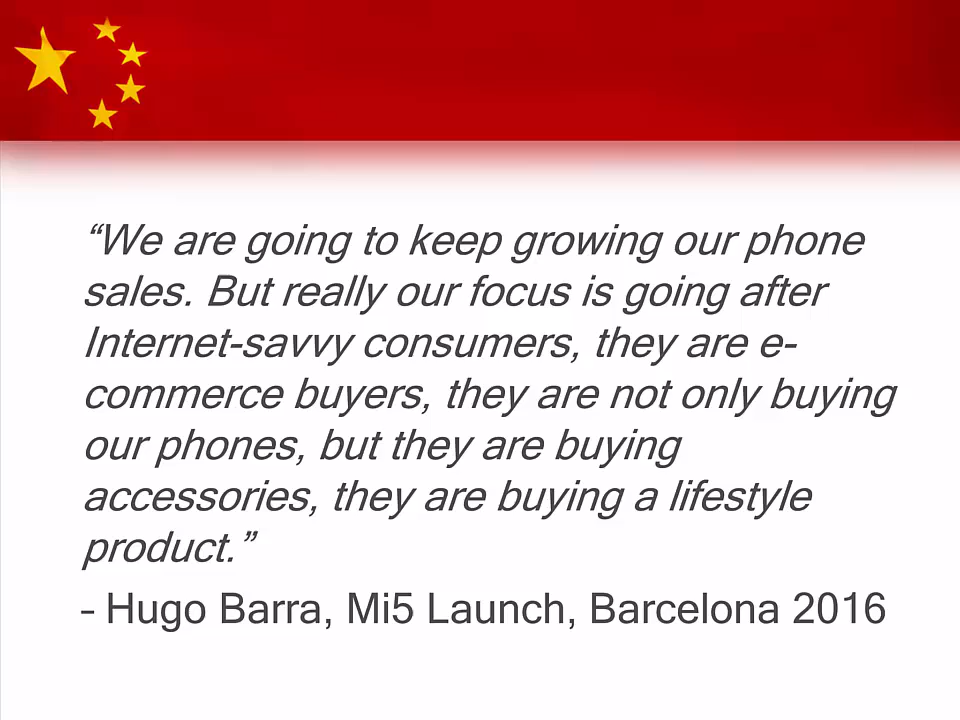 “We are going to keep growing our phone
sales. But really our focus is going after
Internet-savvy consumers, they are e-
commerce buyers, they are not only buying
our phones, but they are buying
accessories, they are buying a lifestyle
product.”
– Hugo Barra, Mi5 Launch, Barcelona 2016